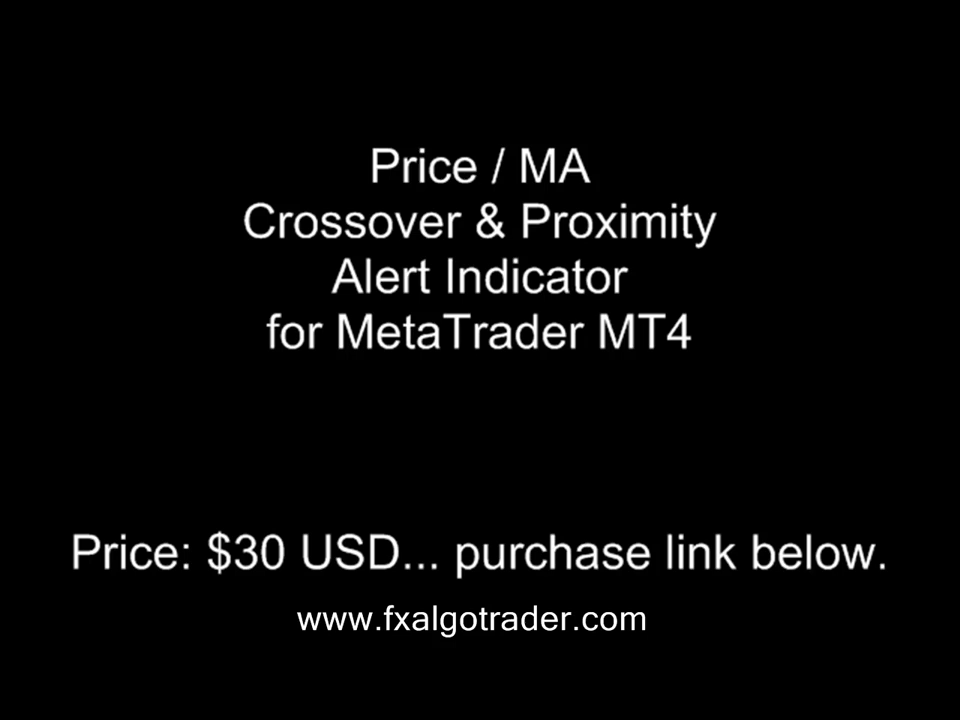 Price / MA
Crossover & Proximity
Alert Indicator
for MetaTrader MT4
Price: $30 USD... purchase link below.
www.fxalgotrader.com